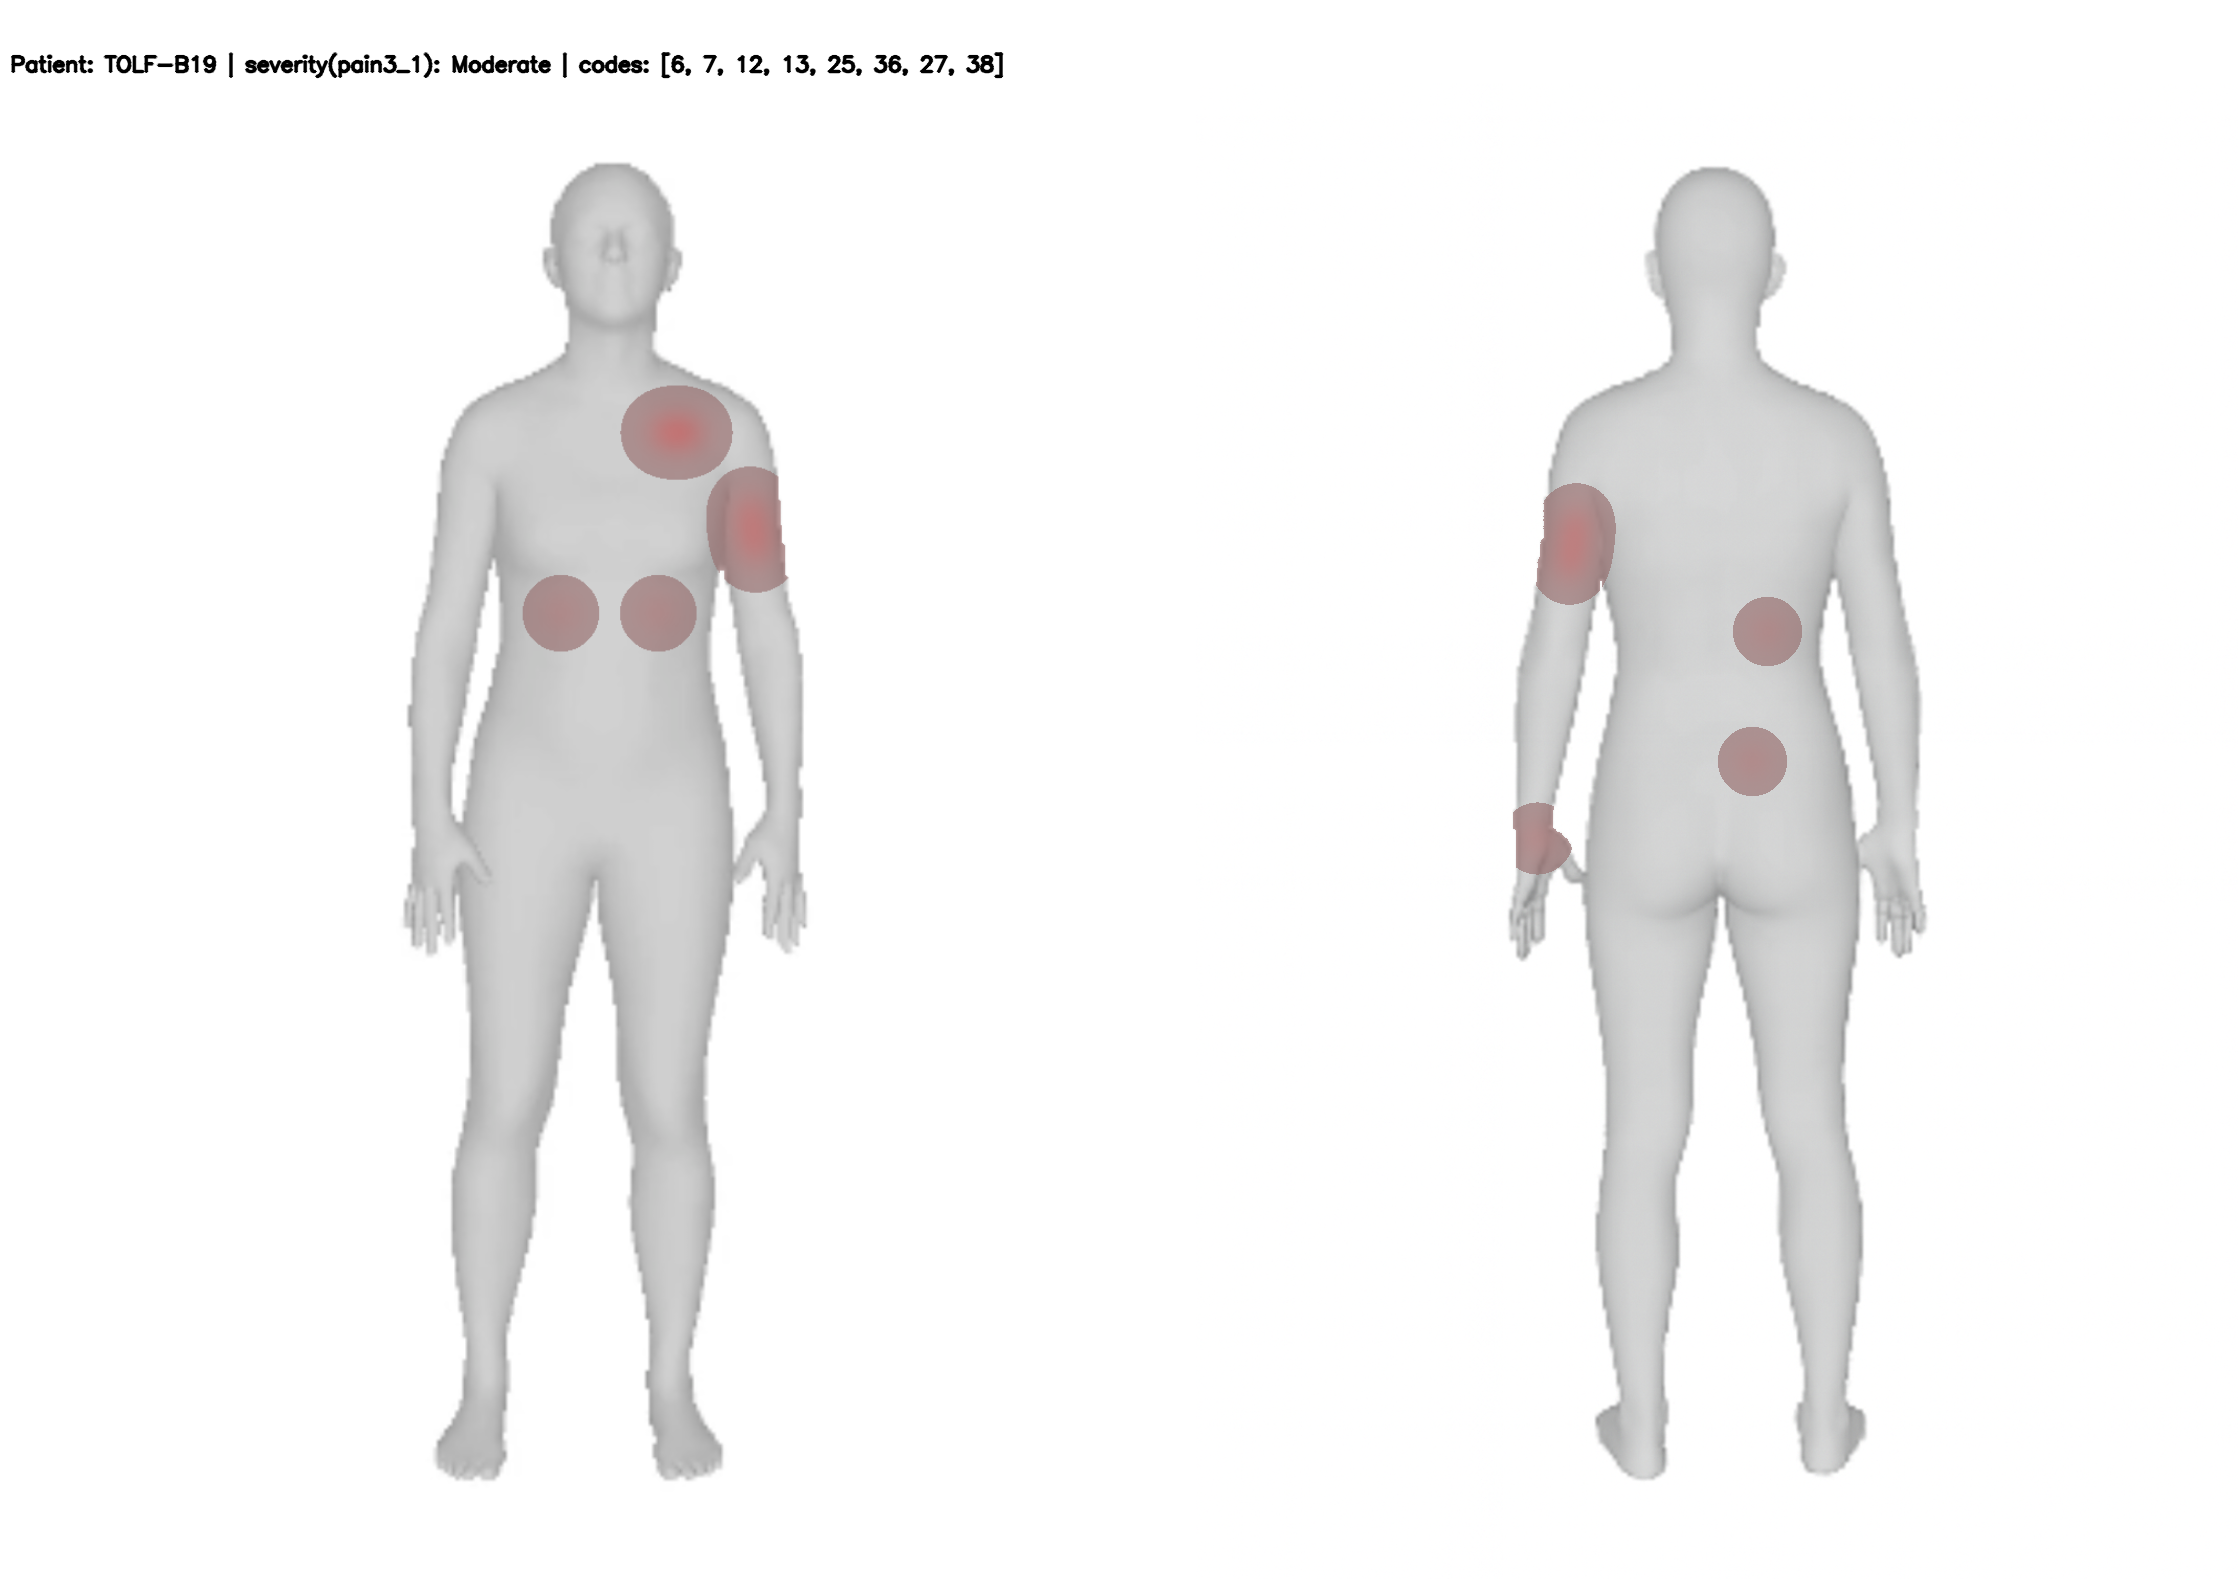 Patient: TOLF-B19 | severity(pain3_1): Moderate | codes: [6, 7, 12, 13, 25, 36, 27, 38]